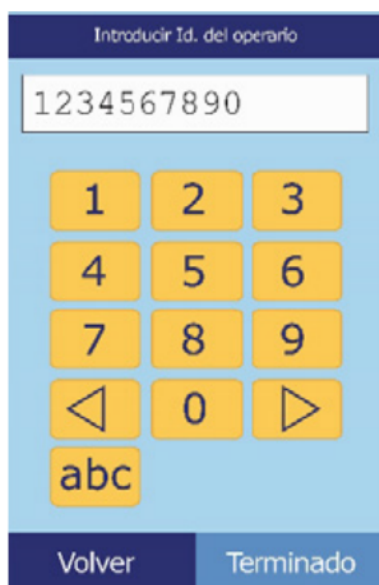 Introducir Id. del operario
1234567890
1 2 3
4 5 6
7 8 9
0
abc
Volver Terminado